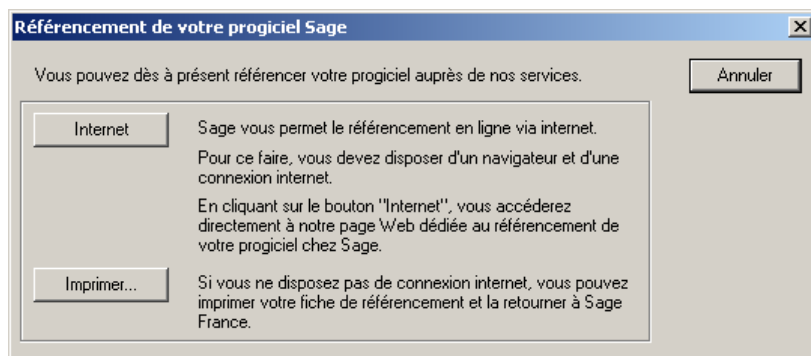 Référencement de votre progiciel Sage
Vous pouvez dès à présent référencer votre progiciel auprès de nos services.
Annuler
Internet
Sage vous permet le référencement en ligne via internet.
Pour ce faire, vous devez disposer d'un navigateur et d'une
connexion internet.
En cliquant sur le bouton "Internet", vous accéderez
directement à notre page Web dédiée au référencement de
votre progiciel chez Sage.
Imprimer...
Si vous ne disposez pas de connexion internet, vous pouvez
imprimer votre fiche de référencement et la retourner à Sage
France.